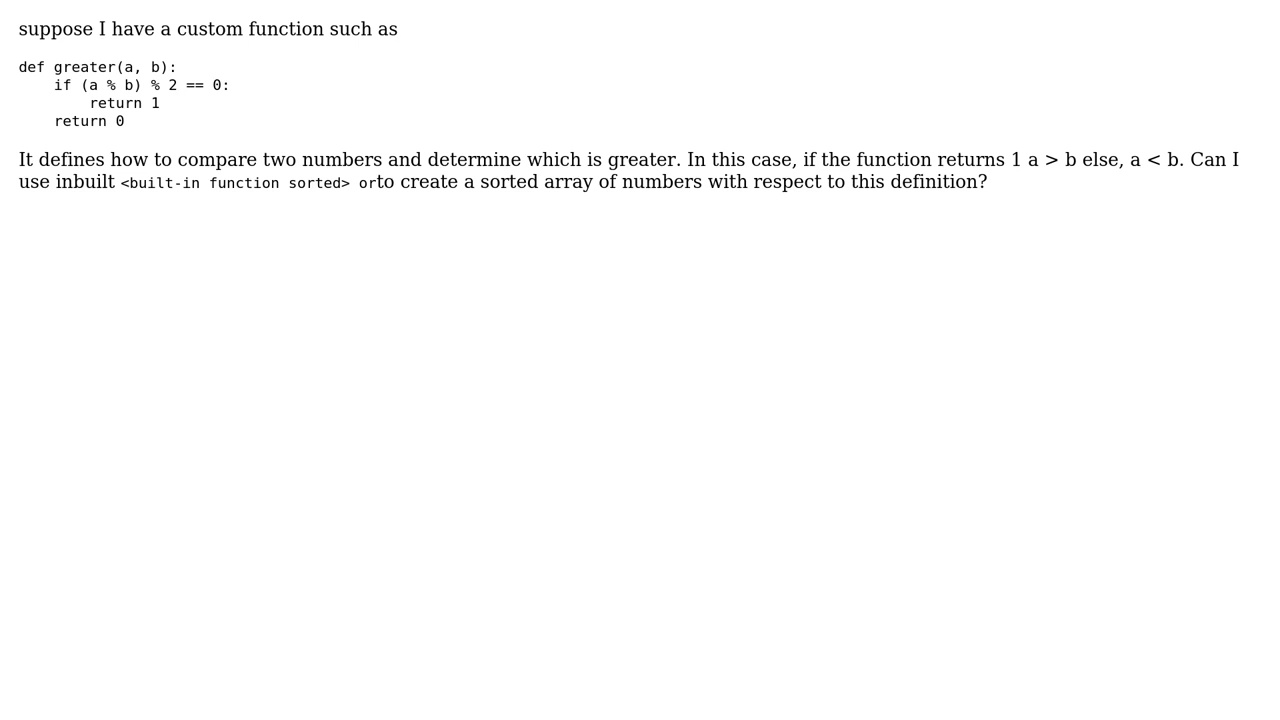 suppose I have a custom function such as
def greater(a, b):
    if (a % b) % 2 == 0:
        return 1
    return 0
It defines how to compare two numbers and determine which is greater. In this case, if the function returns 1 a > b else, a < b. Can I
use inbuilt <built-in function sorted> orto create a sorted array of numbers with respect to this definition?